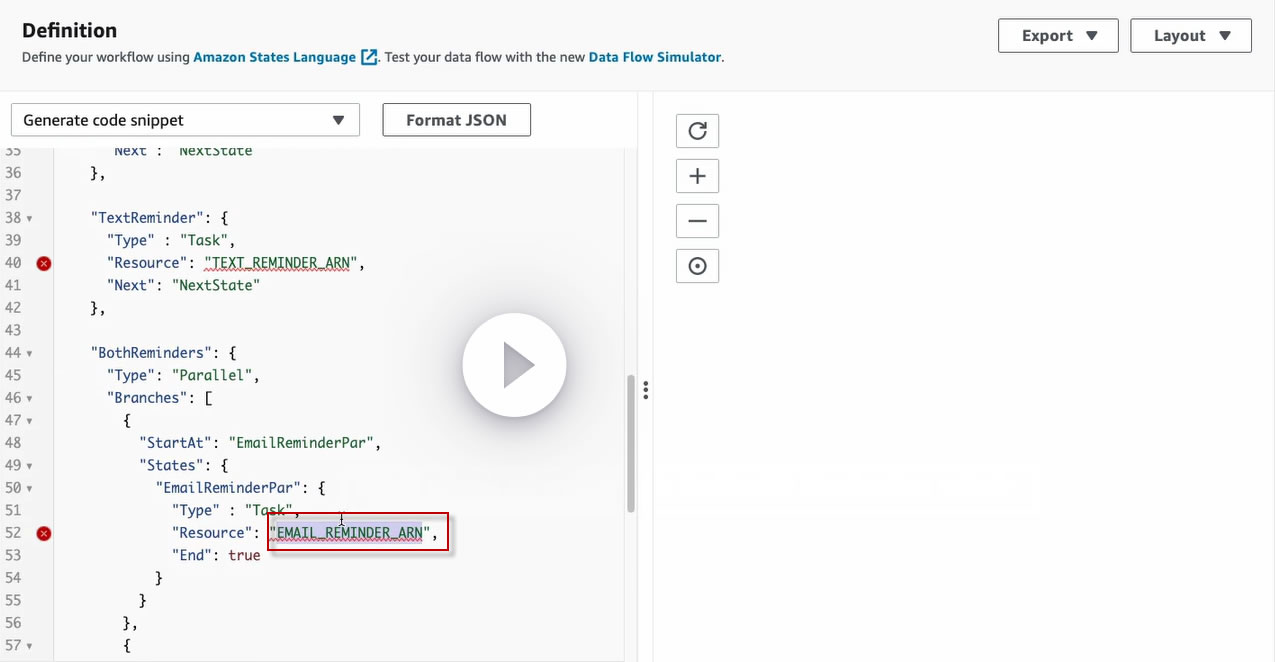 Definition
Define your workflow using Amazon States Language. Test your data flow with the new Data Flow Simulator.
Export
Layout
Generate code snippet
Format JSON
35 "Next": "NextState"
36 },
37
38 "TextReminder": {
39 "Type" : "Task",
40 "Resource": "TEXT_REMINDER_ARN",
41 "Next": "NextState"
42 },
43
44 "BothReminders": {
45 "Type": "Parallel",
46 "Branches": [
47 {
48 "StartAt": "EmailReminderPar",
49 "States": {
50 "EmailReminderPar": {
51 "Type" : "Task",
52 "Resource": "EMAIL_REMINDER_ARN",
53 "End": true
54 }
55 }
56 },
57 {